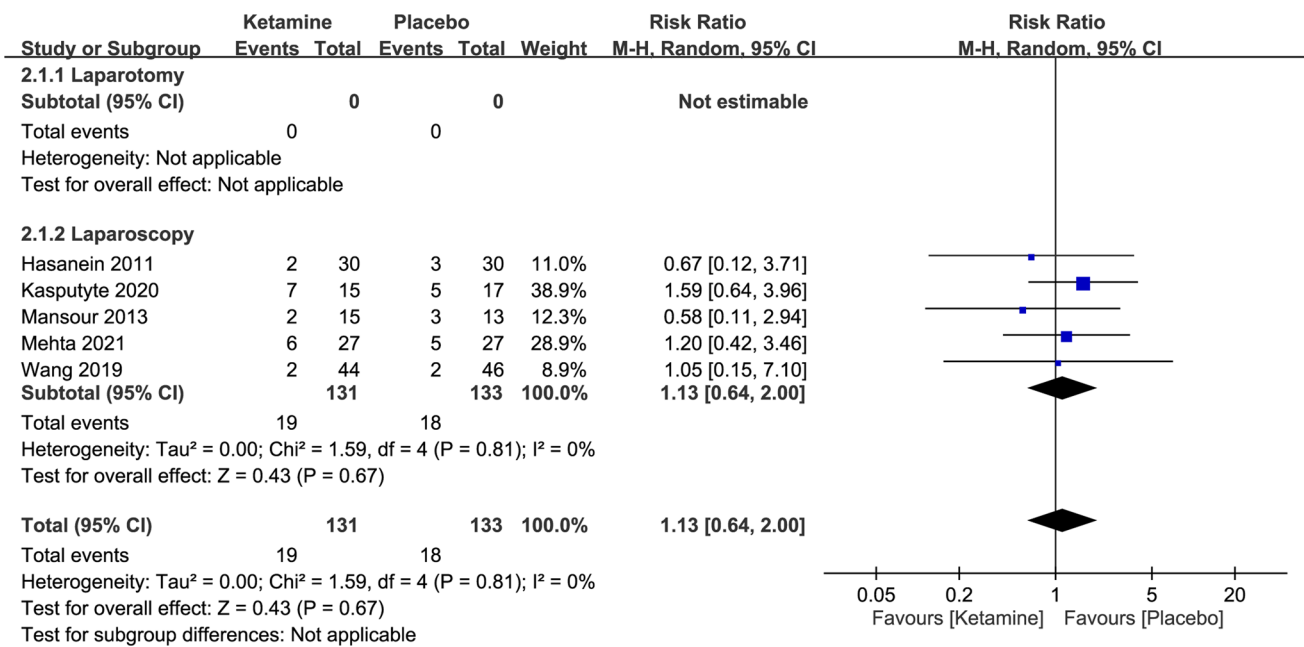 Ketamine Placebo Risk Ratio Risk Ratio
Study or Subgroup Events Total Events Total Weight M-H, Random, 95% CI M-H, Random, 95% CI
2.1.1 Laparotomy
Subtotal (95% CI) 0 0 Not estimable
Total events 0 0
Heterogeneity: Not applicable
Test for overall effect: Not applicable
2.1.2 Laparoscopy
Hasanein 2011 2 30 3 30 11.0% 0.67 [0.12, 3.71]
Kasputyte 2020 7 15 5 17 38.9% 1.59 [0.64, 3.96]
Mansour 2013 2 15 3 13 12.3% 0.58 [0.11, 2.94]
Mehta 2021 6 27 5 27 28.9% 1.20 [0.42, 3.46]
Wang 2019 2 44 2 46 8.9% 1.05 [0.15, 7.10]
Subtotal (95% CI) 131 133 100.0% 1.13 [0.64, 2.00]
Total events 19 18
Heterogeneity: Tau² = 0.00; Chi² = 1.59, df = 4 (P = 0.81); I² = 0%
Test for overall effect: Z = 0.43 (P = 0.67)
Total (95% CI) 131 133 100.0% 1.13 [0.64, 2.00]
Total events 19 18
Heterogeneity: Tau² = 0.00; Chi² = 1.59, df = 4 (P = 0.81); I² = 0%
Test for overall effect: Z = 0.43 (P = 0.67)
Test for subgroup differences: Not applicable
0.05 0.2 1 5 20
Favours [Ketamine] Favours [Placebo]